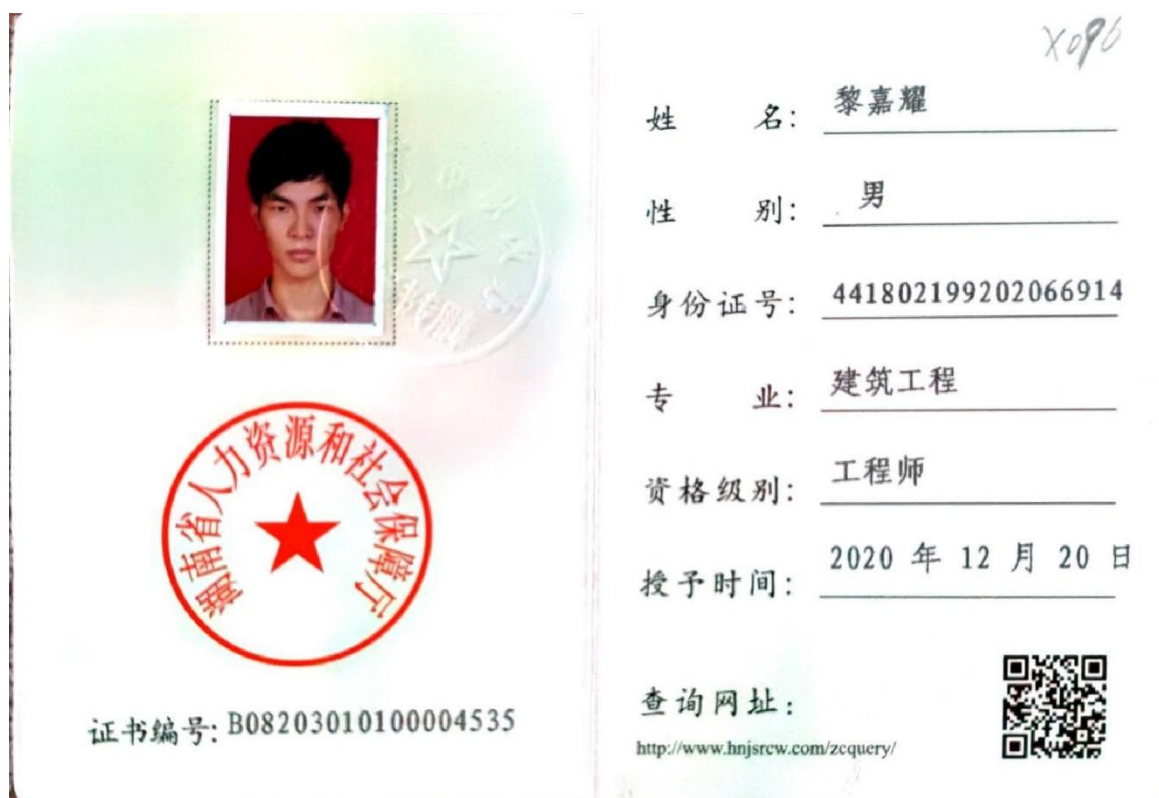 湖南省人力资源和社会保障厅
证书编号: B08203010100004535
X096
姓 名: 黎嘉耀
性 别: 男
身份证号: 441802199202066914
专 业: 建筑工程
资格级别: 工程师
授予时间: 2020 年 12 月 20 日
查询网址:
http://www.hnjsrcw.com/zcquery/